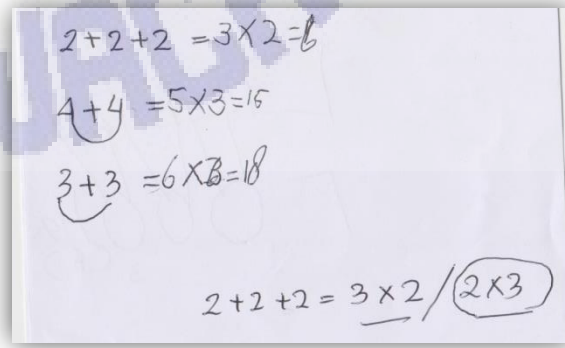 2+2+2 = 3×2=6
4+4 =5×3=15
3+3 =6×3=18
2+2+2 = 3×2/2×3